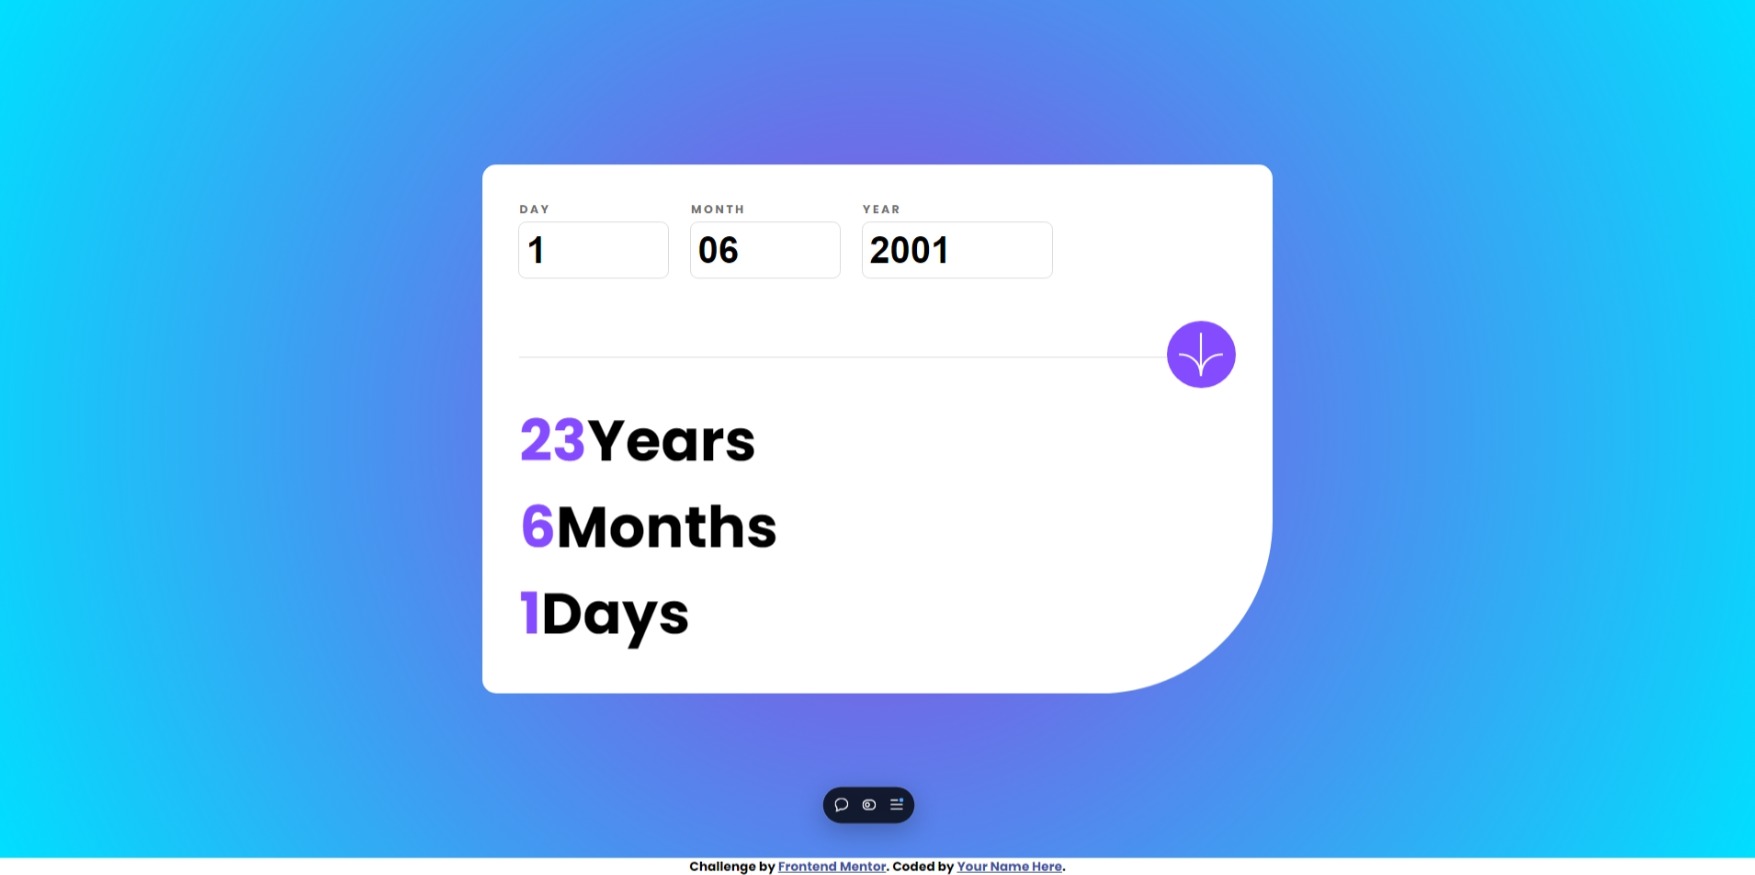 DAY MONTH YEAR
1 06 2001
23Years
6Months
1Days
Challenge by Frontend Mentor. Coded by Your Name Here.